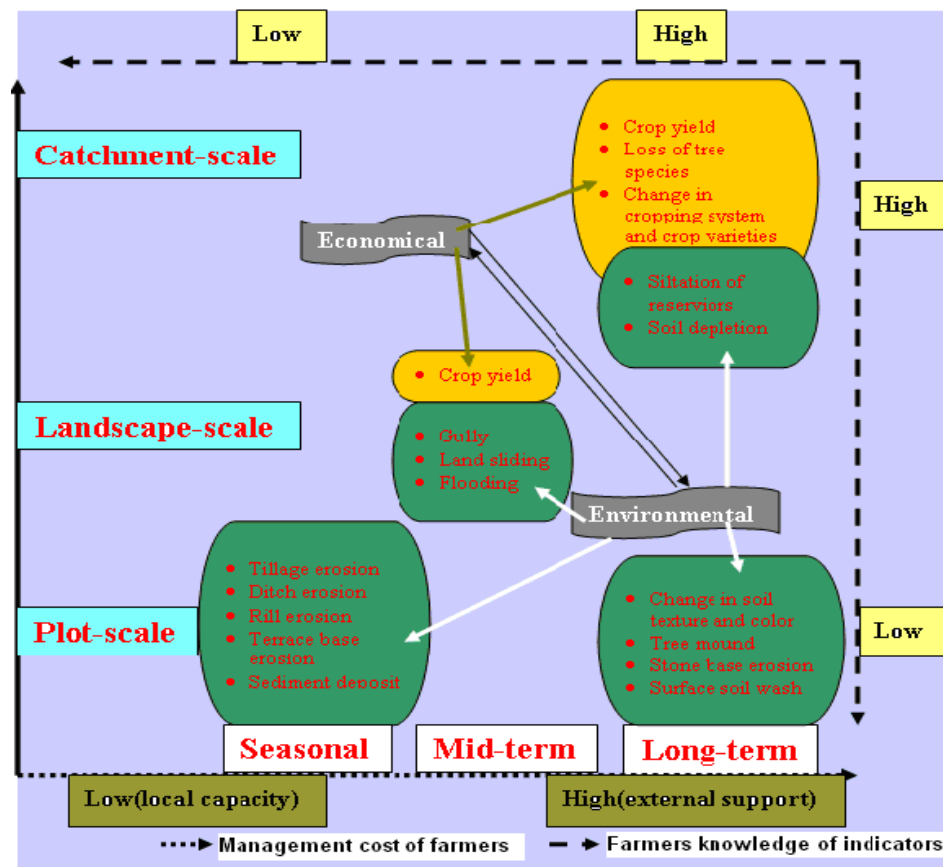 Low
High
Catchment-scale
• Crop yield
• Loss of tree
species
• Change in
cropping system
and crop varieties
High
Economical
• Siltation of
reserviors
• Soil depletion
• Crop yield
Landscape-scale
• Gully
• Land sliding
• Flooding
Environmental
Plot-scale
• Tillage erosion
• Ditch erosion
• Rill erosion
• Terrace base
erosion
• Sediment deposit
• Change in soil
texture and color
• Tree mound
• Stone base erosion
• Surface soil wash
Low
Seasonal
Mid-term
Long-term
Low(local capacity)
High(external support)
Management cost of farmers
Farmers knowledge of indicators